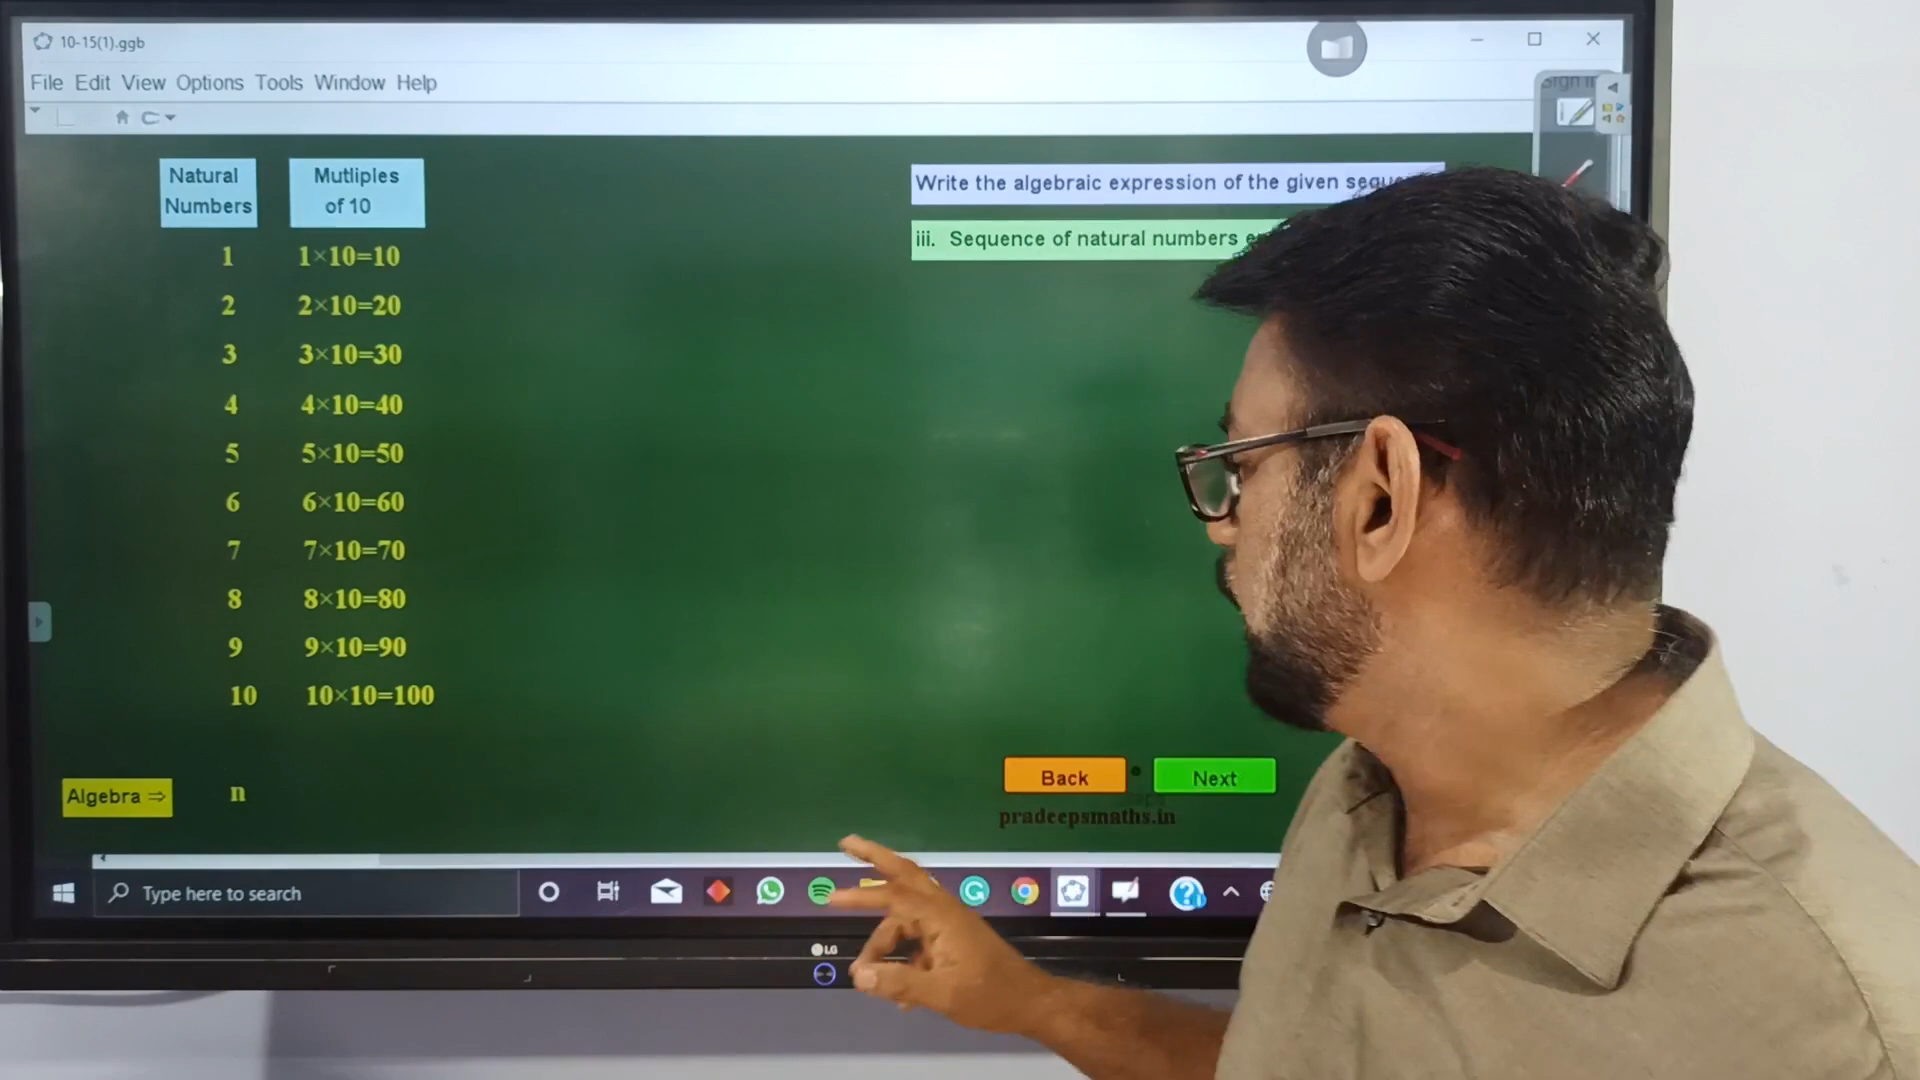 10-15(1).ggb
File Edit View Options Tools Window Help
Natural
Numbers
Mutliples
of 10
Write the algebraic expression of the given
iii. Sequence of natural numbers
1 1×10=10
2 2×10=20
3 3×10=30
4 4×10=40
5 5×10=50
6 6×10=60
7 7×10=70
8 8×10=80
9 9×10=90
10 10×10=100
Algebra ⇒ n
Back Next
pradeepsmaths.in
Type here to search
LG